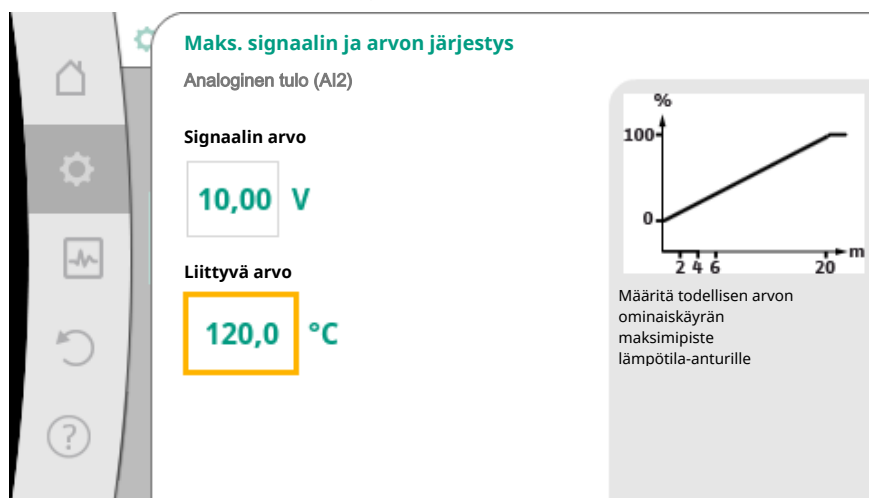 Maks. signaalin ja arvon järjestys
Analoginen tulo (AI2)
Signaalin arvo
10,00 V
Liittyvä arvo
120,0 °C
%
100
0
2 4 6 20
m
Määritä todellisen arvon
ominaiskäyrän
maksimipiste
lämpötila-anturille
?